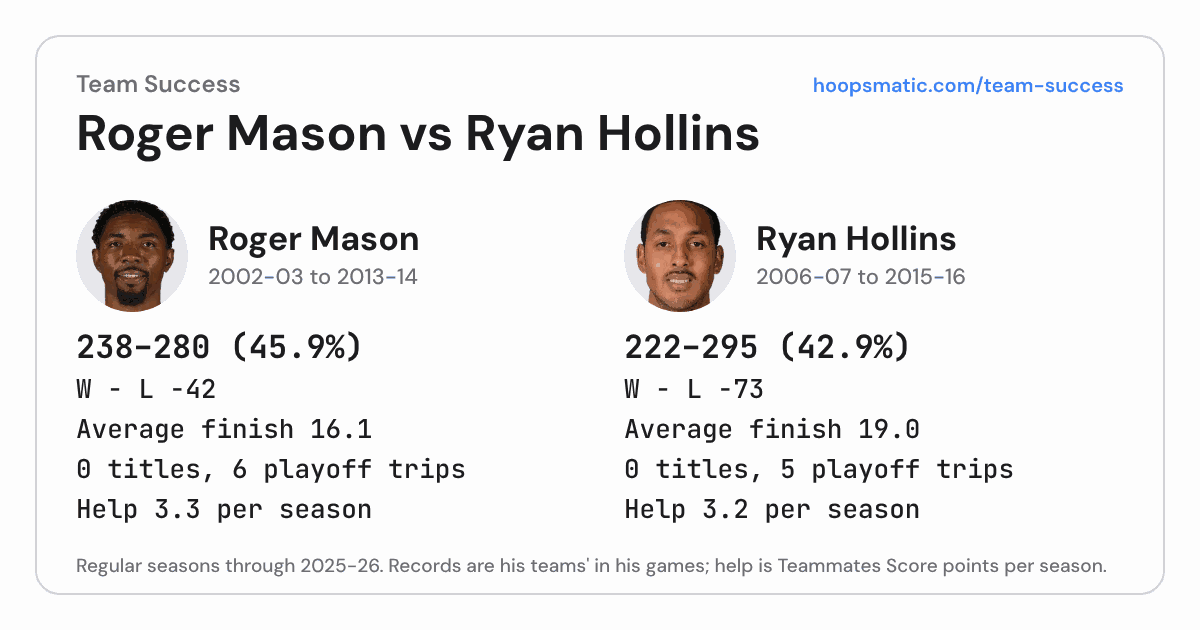 Team Success
hoopsmatic.com/team-success
Roger Mason vs Ryan Hollins
Roger Mason
2002-03 to 2013-14
238-280 (45.9%)
W - L -42
Average finish 16.1
0 titles, 6 playoff trips
Help 3.3 per season
Ryan Hollins
2006-07 to 2015-16
222-295 (42.9%)
W - L -73
Average finish 19.0
0 titles, 5 playoff trips
Help 3.2 per season
Regular seasons through 2025-26. Records are his teams' in his games; help is Teammates Score points per season.